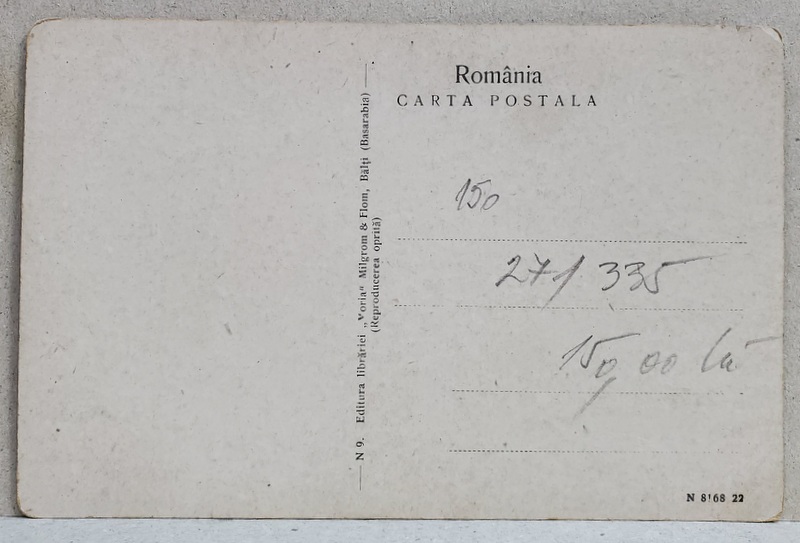 România
CARTA POSTALA
N 9. Editura librăriei „Voria“ Milgrom & Flom, Bălți (Basarabia)
(Reproducerea oprită)
150
271 335
150,00 lei
N 8168 22